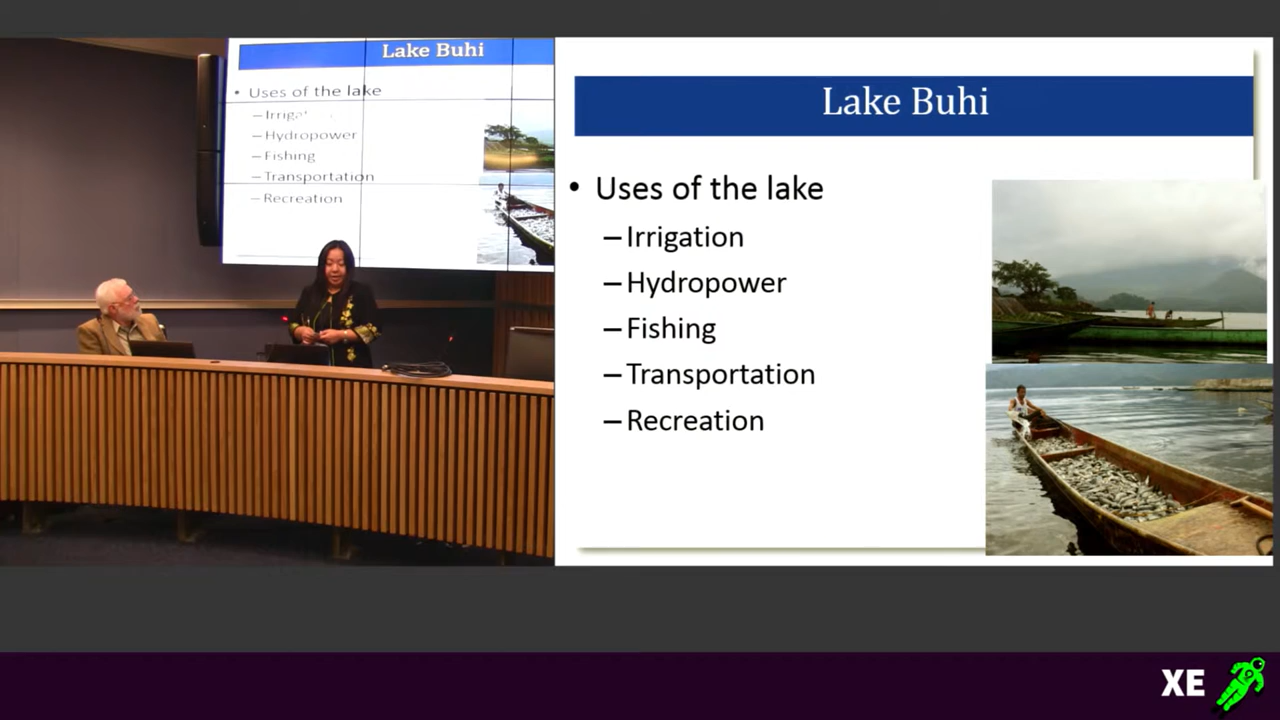 Lake Buhi
• Uses of the lake
– Irrigat
– Hydropower
– Fishing
– Transportation
– Recreation
Lake Buhi
• Uses of the lake
– Irrigation
– Hydropower
– Fishing
– Transportation
– Recreation
XE